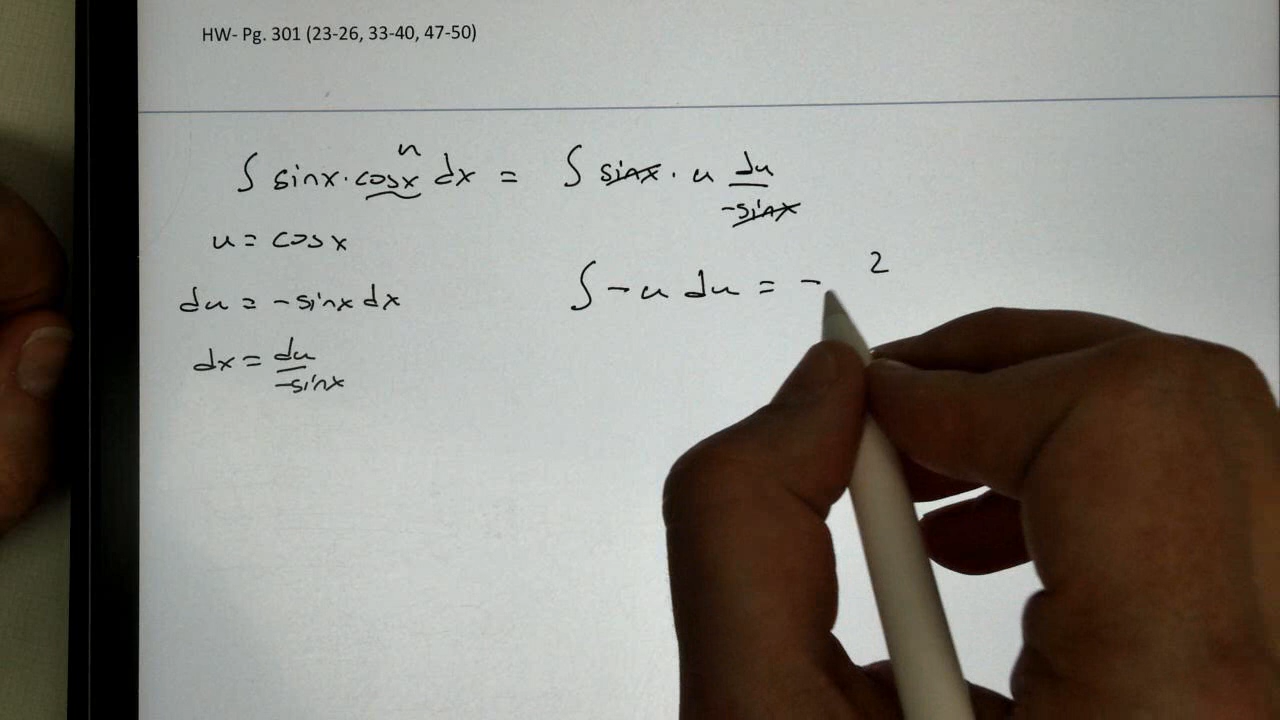 HW- Pg. 301 (23-26, 33-40, 47-50)
u
∫ sinx·cosx dx = ∫ sinx · u du/-sinx
u = cosx
du = -sinx dx
∫ -u du = - 2
dx = du/-sinx